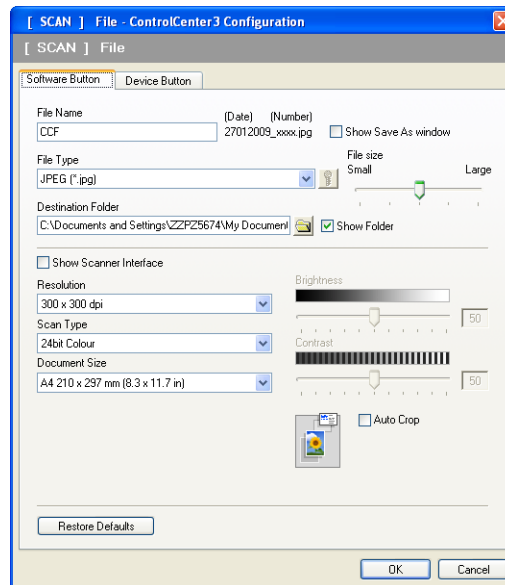 [ SCAN ] File - ControlCenter3 Configuration
[ SCAN ] File
Software Button Device Button
File Name
(Date) (Number)
CCF 27012009_xxxx.jpg Show Save As window
File Type File size
Small Large
JPEG (*.jpg)
Destination Folder
C:\Documents and Settings\ZZPZ5674\My Document Show Folder
Show Scanner Interface
Resolution Brightness
300 x 300 dpi 50
Scan Type Contrast
24bit Colour
Document Size
A4 210 x 297 mm (8.3 x 11.7 in) 50
Auto Crop
Restore Defaults
OK Cancel